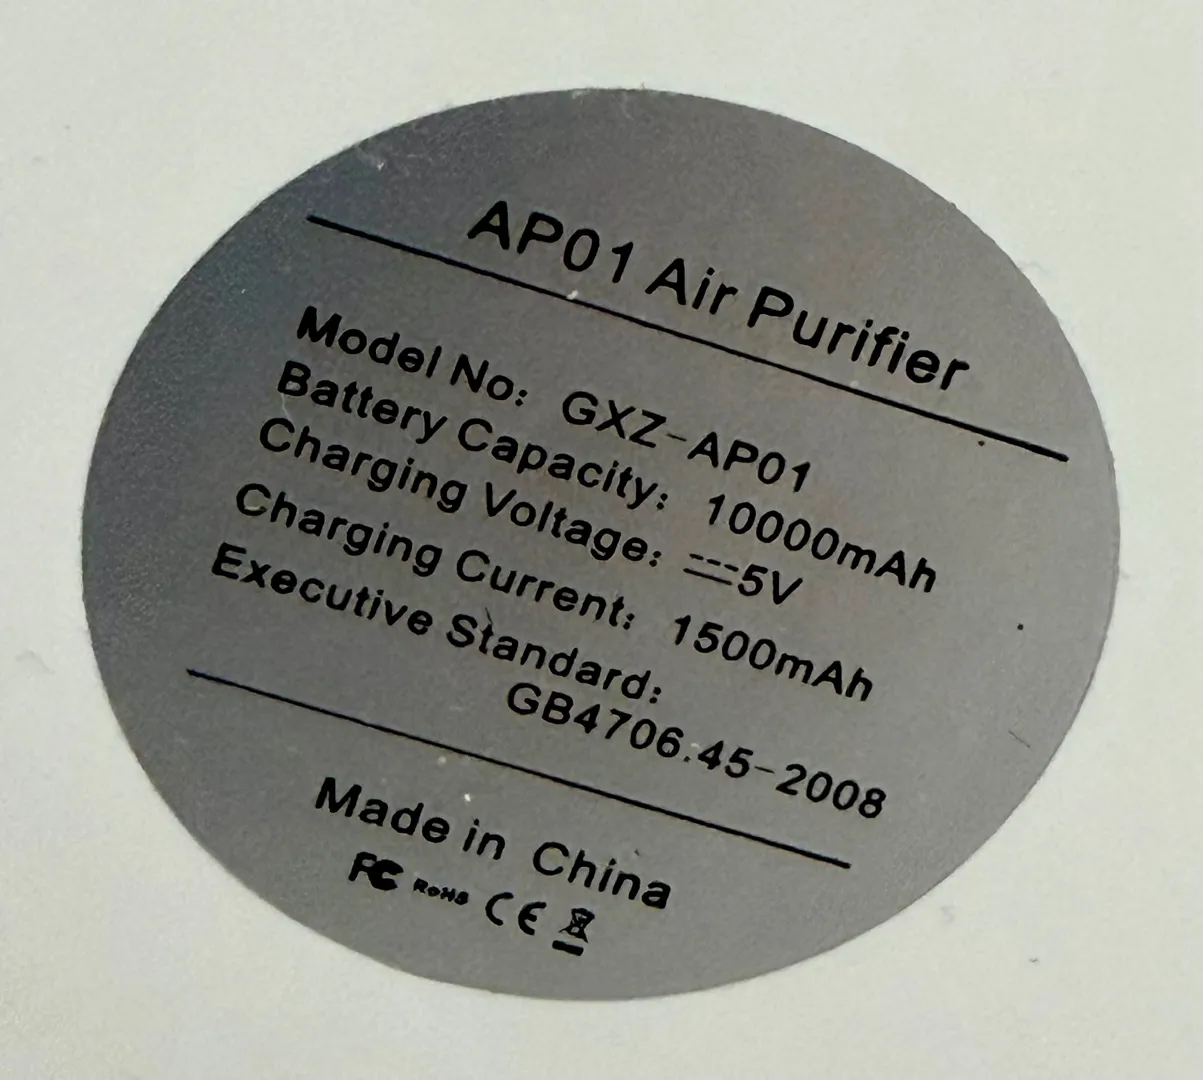 AP01 Air Purifier
Model No: GXZ-AP01
Battery Capacity: 10000mAh
Charging Voltage: ⎓5V
Charging Current: 1500mAh
Executive Standard:
GB4706.45-2008
Made in China
FC RoHS CE